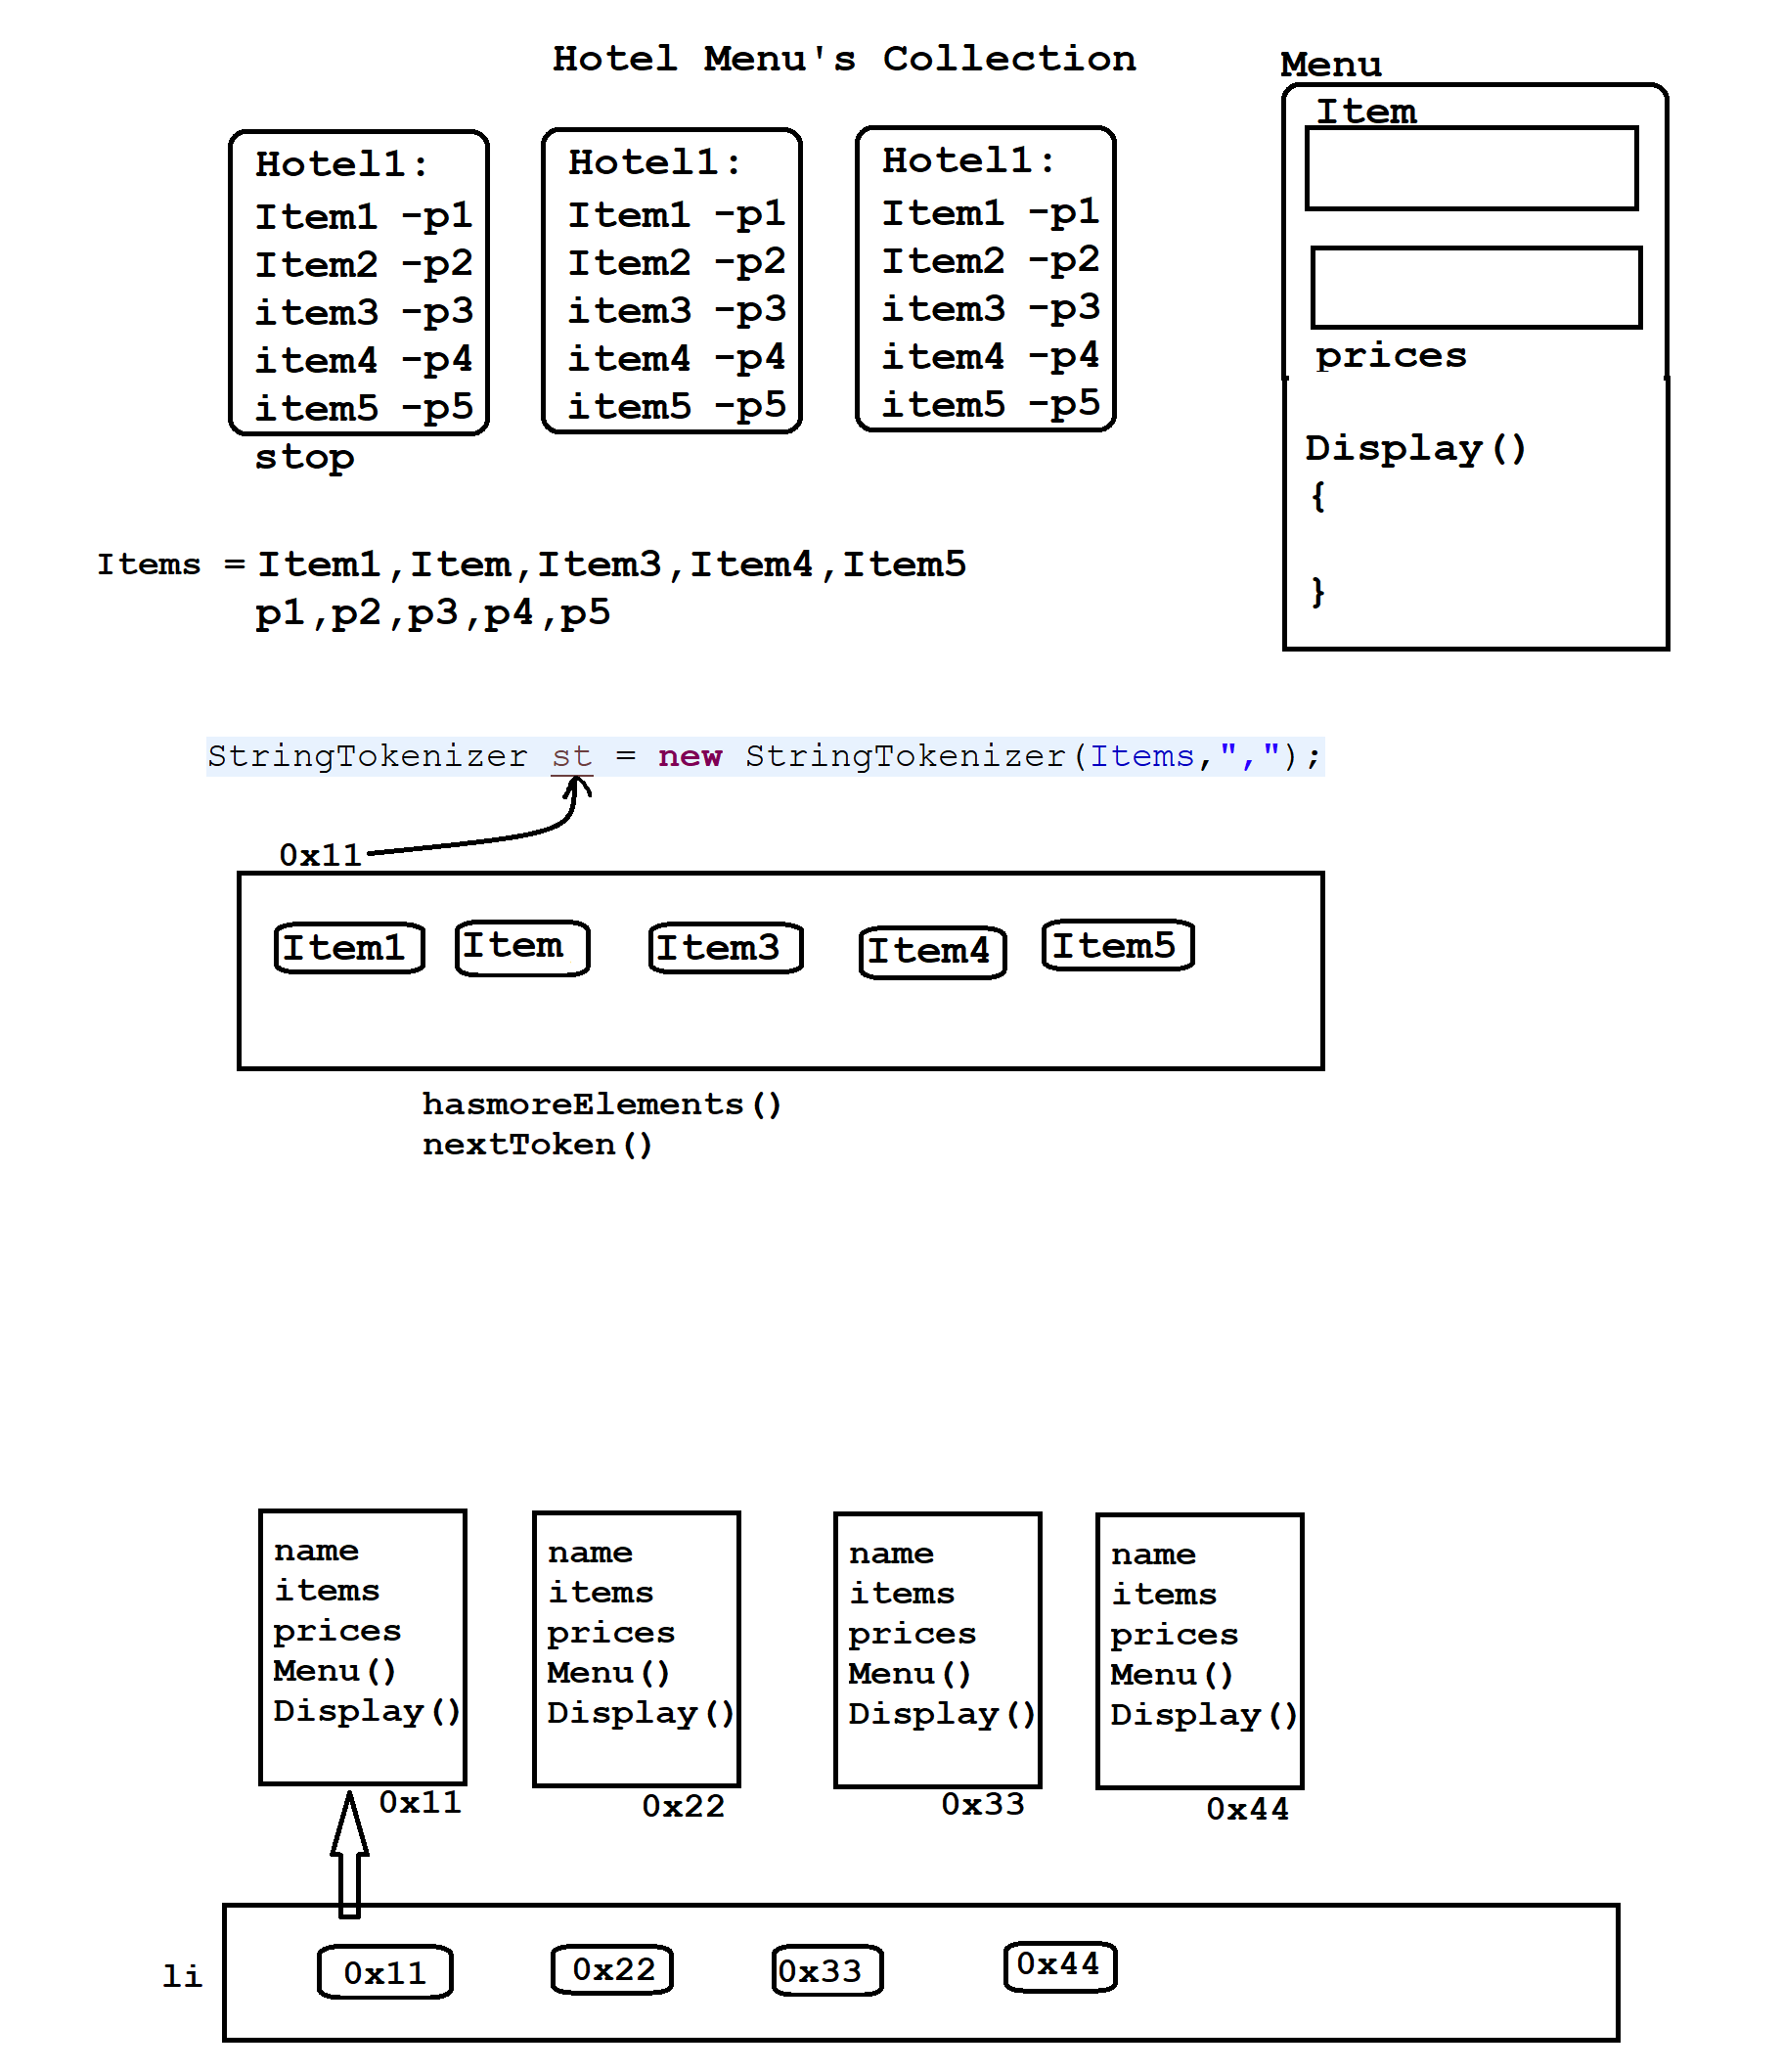 Hotel Menu's Collection
Hotel1:
Item1 -p1
Item2 -p2
item3 -p3
item4 -p4
item5 -p5
stop
Hotel1:
Item1 -p1
Item2 -p2
item3 -p3
item4 -p4
item5 -p5
Hotel1:
Item1 -p1
Item2 -p2
item3 -p3
item4 -p4
item5 -p5
Menu
Item
prices
Display()
{
}
Items = Item1,Item,Item3,Item4,Item5
p1,p2,p3,p4,p5
StringTokenizer st = new StringTokenizer(Items,",");
0x11
Item1 Item Item3 Item4 Item5
hasmoreElements()
nextToken()
name
items
prices
Menu()
Display()
0x11
name
items
prices
Menu()
Display()
0x22
name
items
prices
Menu()
Display()
0x33
name
items
prices
Menu()
Display()
0x44
li 0x11 0x22 0x33 0x44